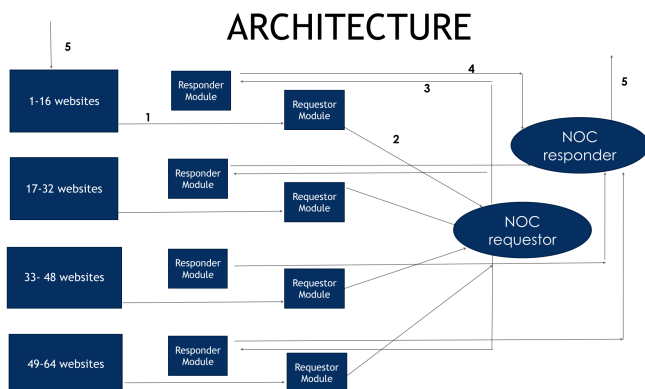 ARCHITECTURE
5
4
Responder
Module
3
5
1-16 websites
Requestor
Module
1
2
NOC
responder
Responder
Module
17-32 websites
Requestor
Module
NOC
requestor
Responder
Module
33- 48 websites
Requestor
Module
Responder
Module
49-64 websites
Requestor
Module